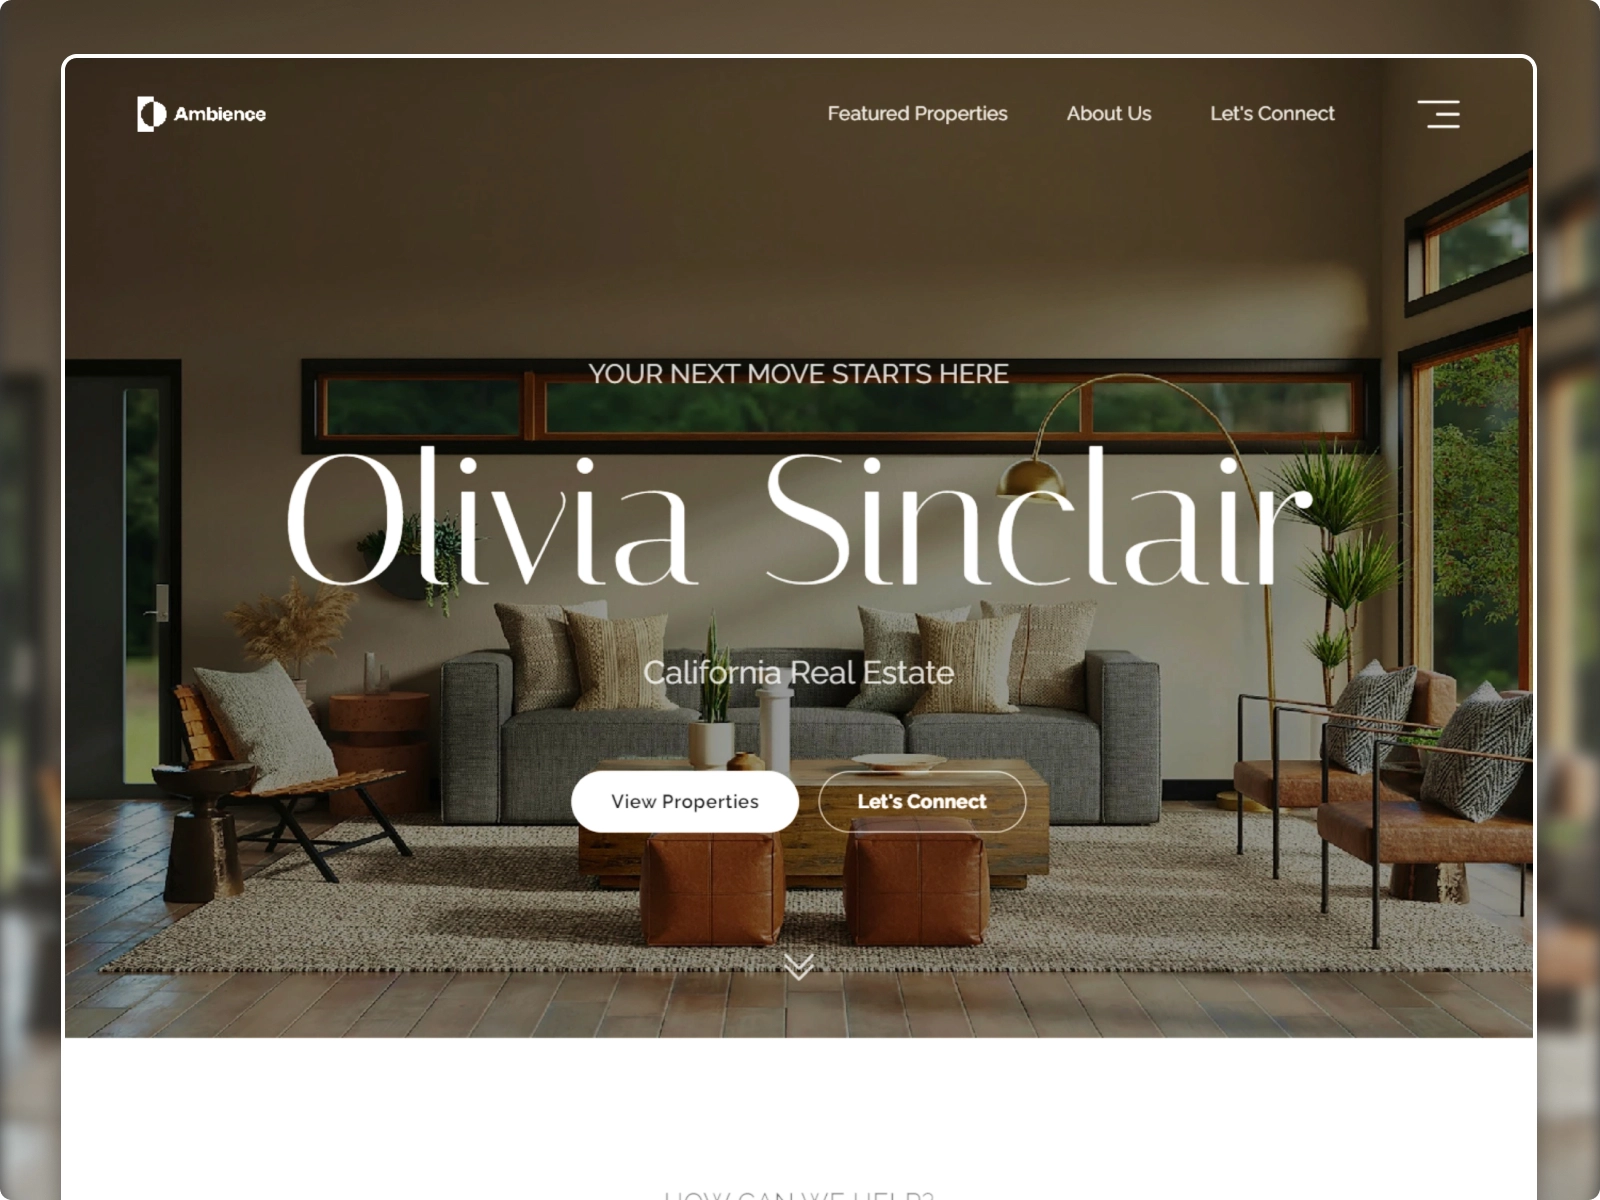 Ambience
Featured Properties
About Us
Let's Connect
YOUR NEXT MOVE STARTS HERE
Olivia Sinclair
California Real Estate
View Properties
Let's Connect
HOW CAN WE HELP?